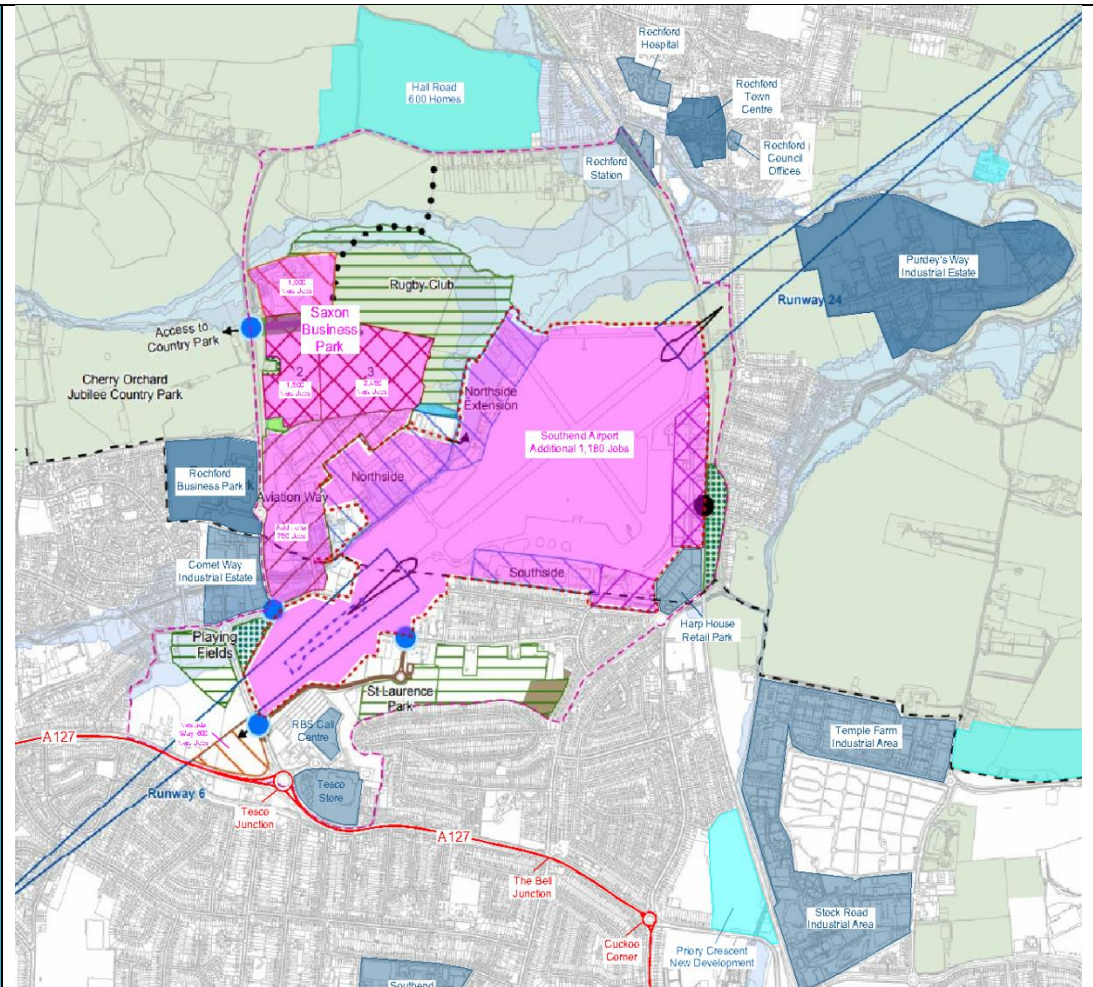 Rochford
Hospital
Hall Road
600 Homes
Rochford
Town
Centre
Rochford
Council
Offices
Rochford
Station
Purdey's Way
Industrial Estate
Runway 24
Rugby Club
1,000
New Jobs
Saxon
Business
Park
Access to
Country Park
Cherry Orchard
Jubilee Country Park
2
3
New Jobs
New Jobs
Northside
Extension
Southend Airport
Additional 1,180 Jobs
Northside
Rochford
Business Park
Aviation Way
750 Jobs
Comet Way
Industrial Estate
Southside
Harp House
Retail Park
Playing
Fields
St Laurence
Park
New Jobs
RBS Call
Centre
A127
Runway 6
Tesco
Store
Tesco
Junction
A127
Temple Farm
Industrial Area
The Bell
Junction
Stock Road
Industrial Area
Cuckoo
Corner
Priory Crescent
New Development
Southend